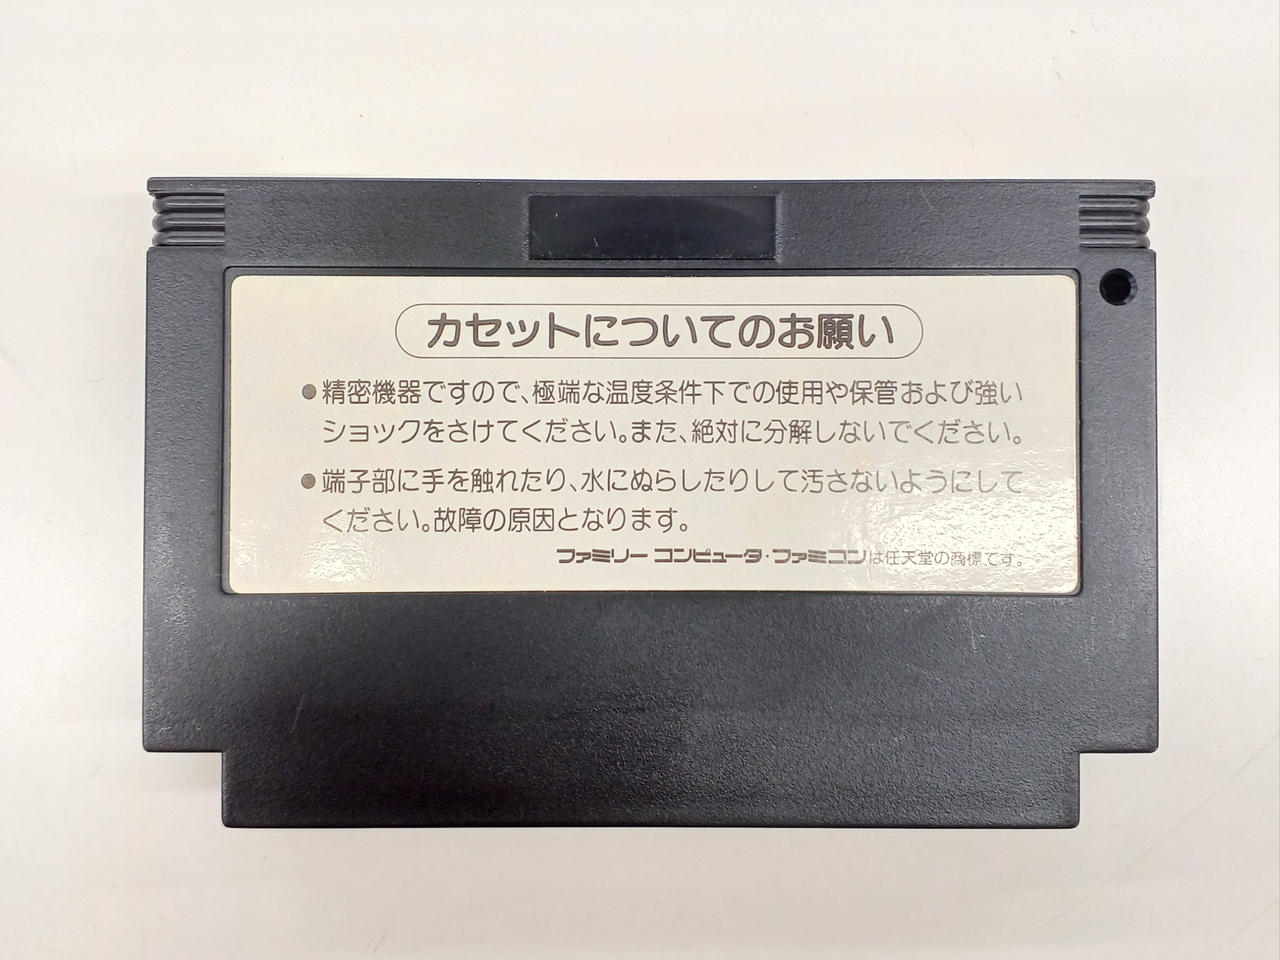 カセットについてのお願い
●精密機器ですので、極端な温度条件下での使用や保管および強い
ショックをさけてください。また、絶対に分解しないでください。
●端子部に手を触れたり、水にぬらしたりして汚さないようにして
ください。故障の原因となります。
ファミリーコンピュータ・ファミコンは任天堂の商標です。